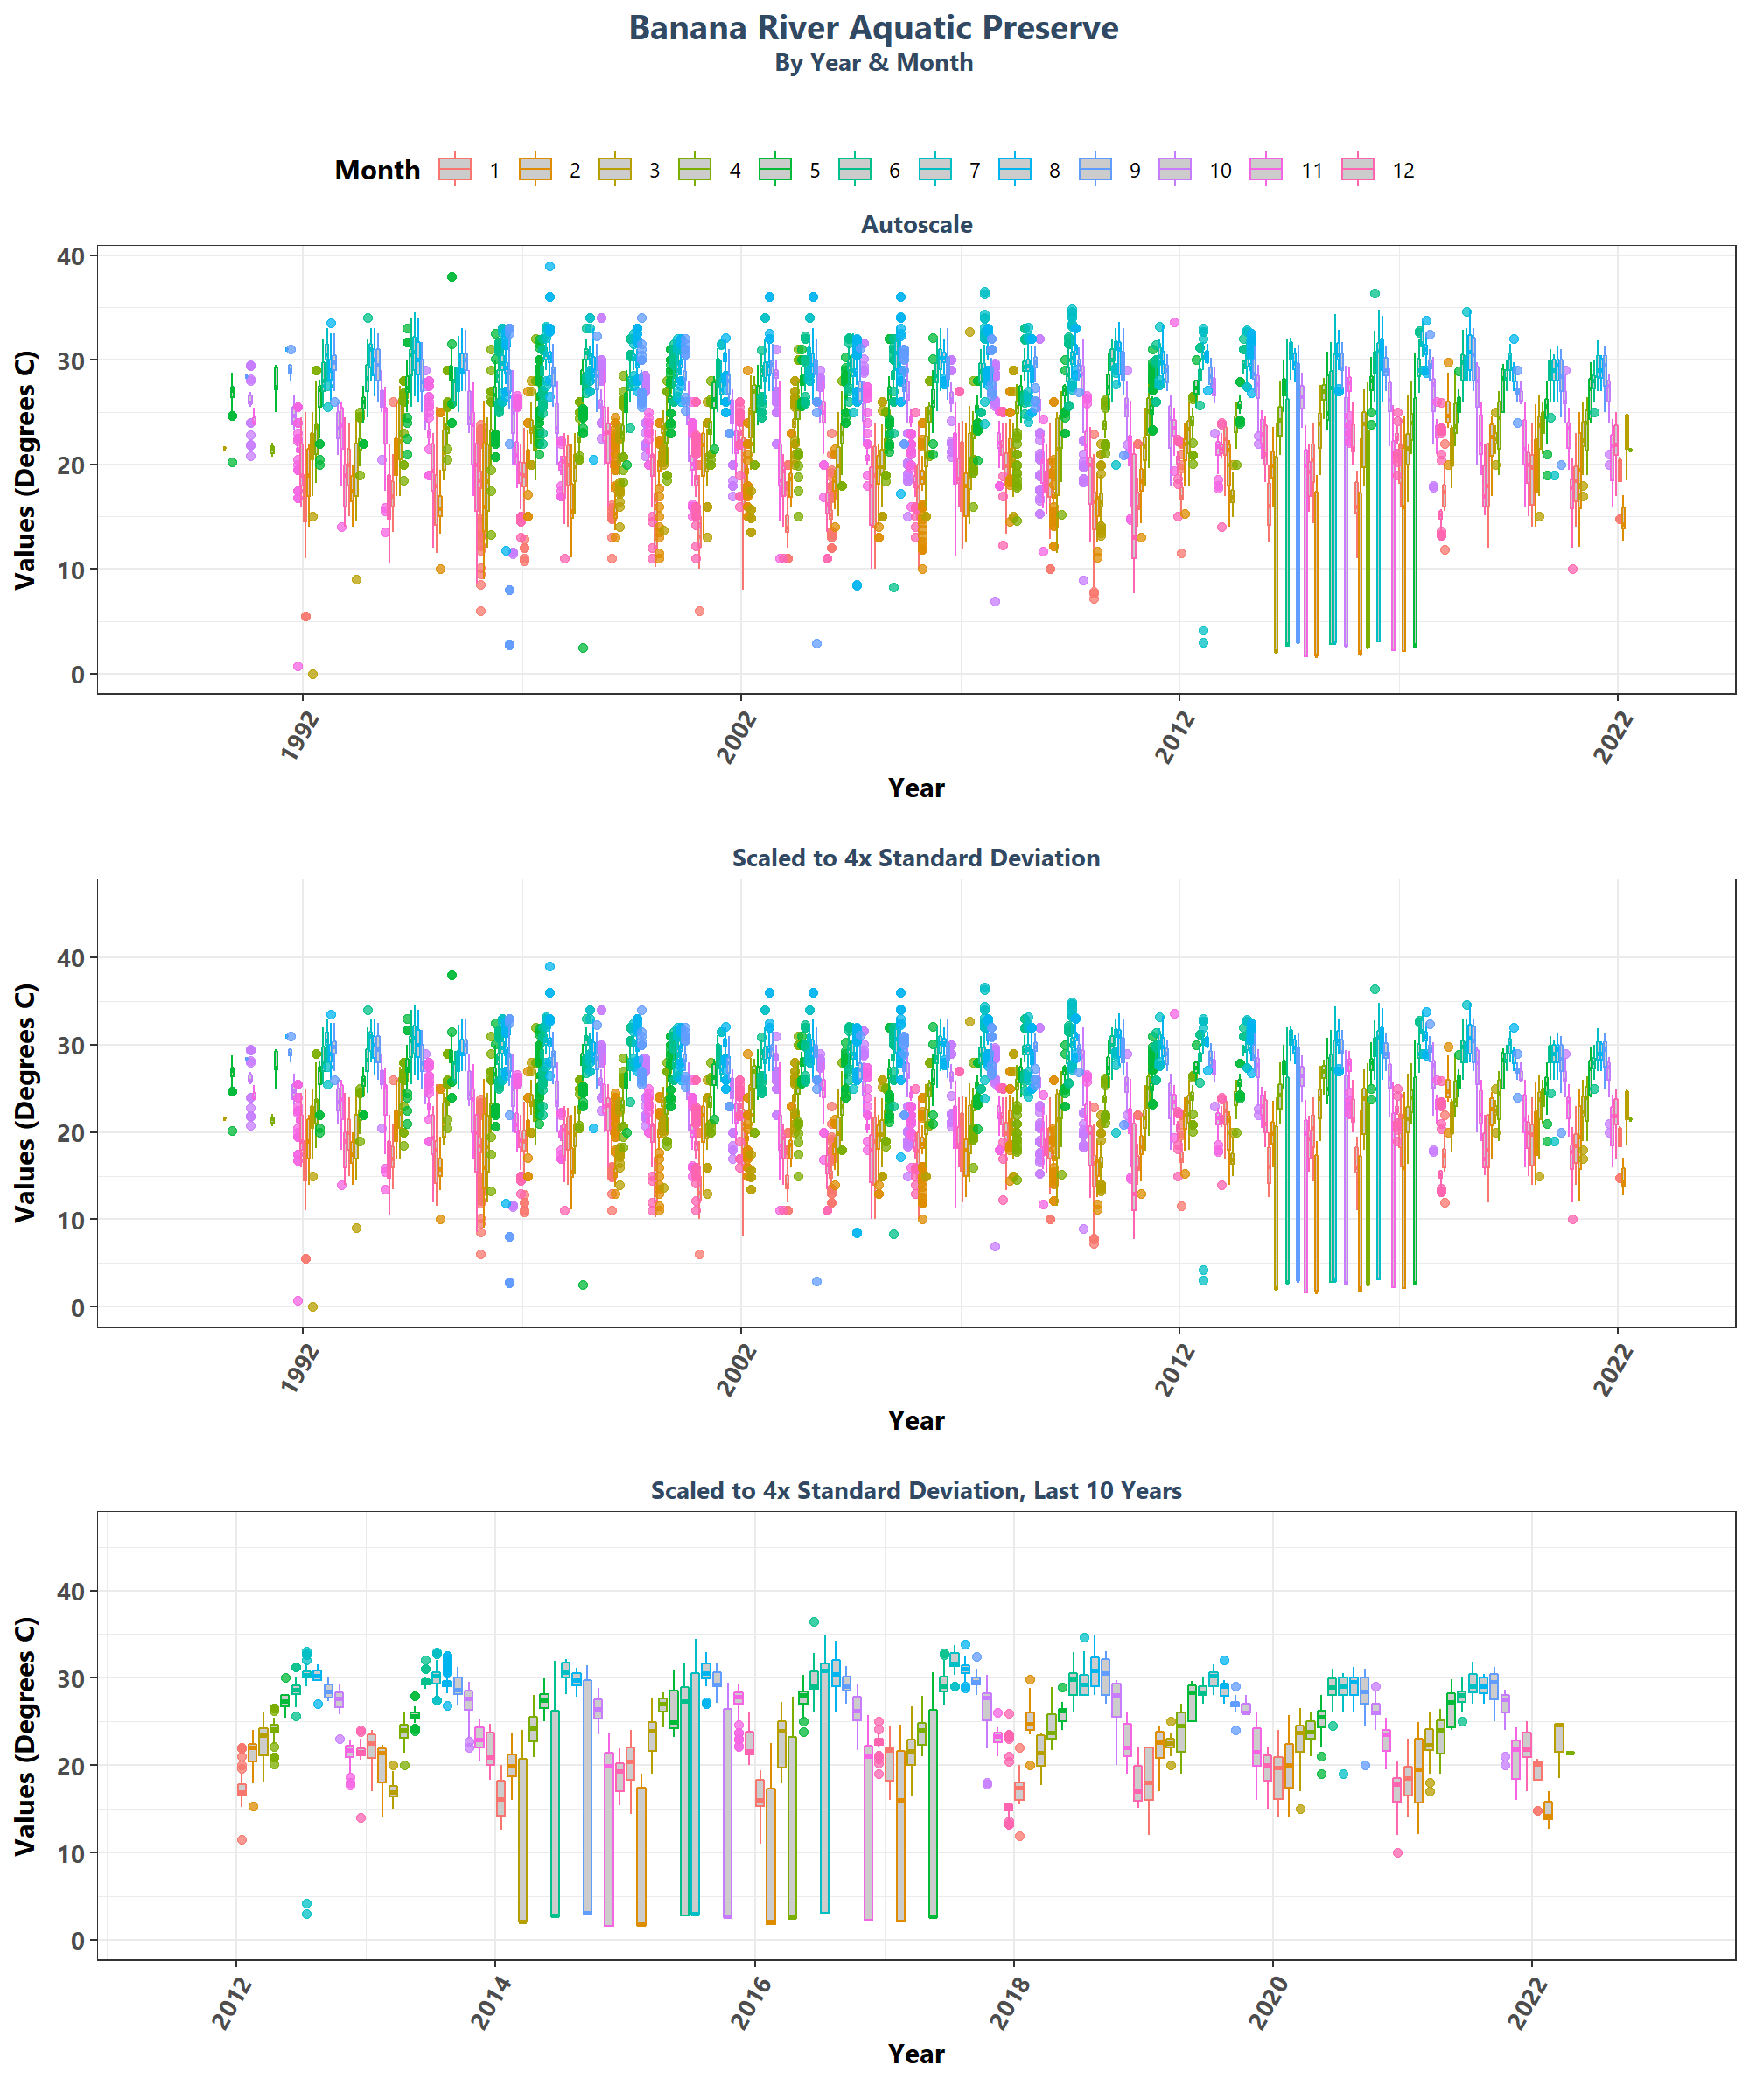 Banana River Aquatic Preserve
By Year & Month
Month 1 2 3 4 5 6 7 8 9 10 11 12
Autoscale
Values (Degrees C)
40
30
20
10
0
1992 2002 2012 2022
Year
Scaled to 4x Standard Deviation
Values (Degrees C)
40
30
20
10
0
1992 2002 2012 2022
Year
Scaled to 4x Standard Deviation, Last 10 Years
Values (Degrees C)
40
30
20
10
0
2012 2014 2016 2018 2020 2022
Year